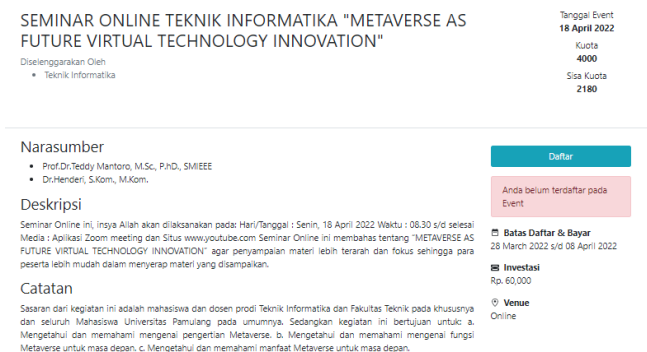 SEMINAR ONLINE TEKNIK INFORMATIKA "METAVERSE AS
FUTURE VIRTUAL TECHNOLOGY INNOVATION"
Diselenggarakan Oleh
Teknik Informatika
Tanggal Event
18 April 2022
Kuota
4000
Sisa Kuota
2180
Narasumber
Prof.Dr.Teddy Mantoro, M.Sc., P.hD., SMIEEE
Dr.Henderi, S.Kom., M.Kom.
Deskripsi
Seminar Online ini, insya Allah akan dilaksanakan pada: Hari/Tanggal : Senin, 18 April 2022 Waktu : 08.30 s/d selesai
Media : Aplikasi Zoom meeting dan Situs www.youtube.com Seminar Online ini membahas tentang "METAVERSE AS
FUTURE VIRTUAL TECHNOLOGY INNOVATION" agar penyampaian materi lebih terarah dan fokus sehingga para
peserta lebih mudah dalam menyerap materi yang disampaikan.
Catatan
Sasaran dari kegiatan ini adalah mahasiswa dan dosen prodi Teknik Informatika dan Fakultas Teknik pada khususnya
dan seluruh Mahasiswa Universitas Pamulang pada umumnya. Sedangkan kegiatan ini bertujuan untuk: a.
Mengetahui dan memahami mengenai pengertian Metaverse. b. Mengetahui dan memahami mengenai fungsi
Metaverse untuk masa depan. c. Mengetahui dan memahami manfaat Metaverse untuk masa depan.
Daftar
Anda belum terdaftar pada
Event
Batas Daftar & Bayar
28 March 2022 s/d 08 April 2022
Investasi
Rp. 60,000
Venue
Online